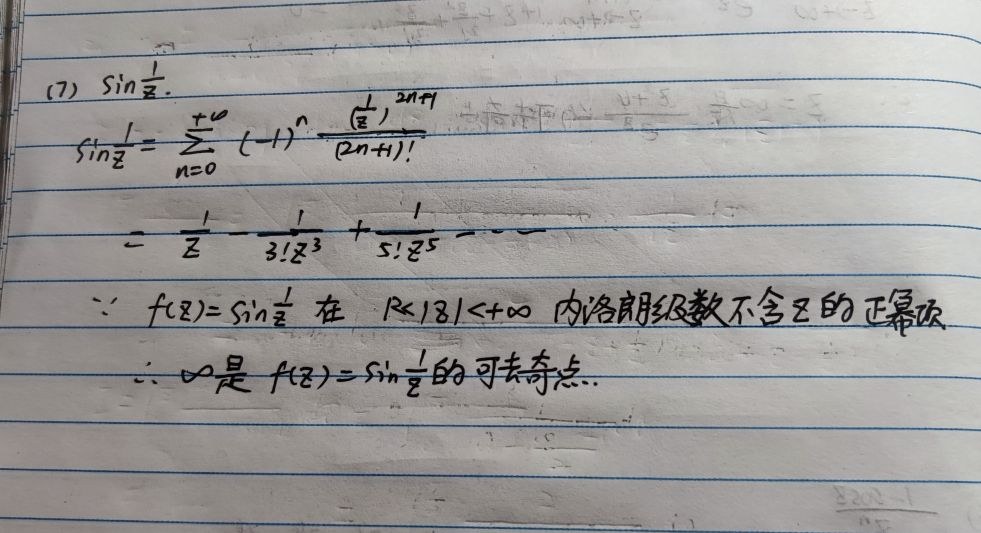 (7) sin 1/z.
sin 1/z = ∑_{n=0}^{+∞} (-1)^n (1/z)^{2n+1}/(2n+1)!
= 1/z - 1/(3!z^3) + 1/(5!z^5) - ---
∵ f(z)=sin 1/z 在 R<|z|<+∞ 内洛朗级数不含z的正幂项
∴ ∞是 f(z)=sin 1/z 的可去奇点.